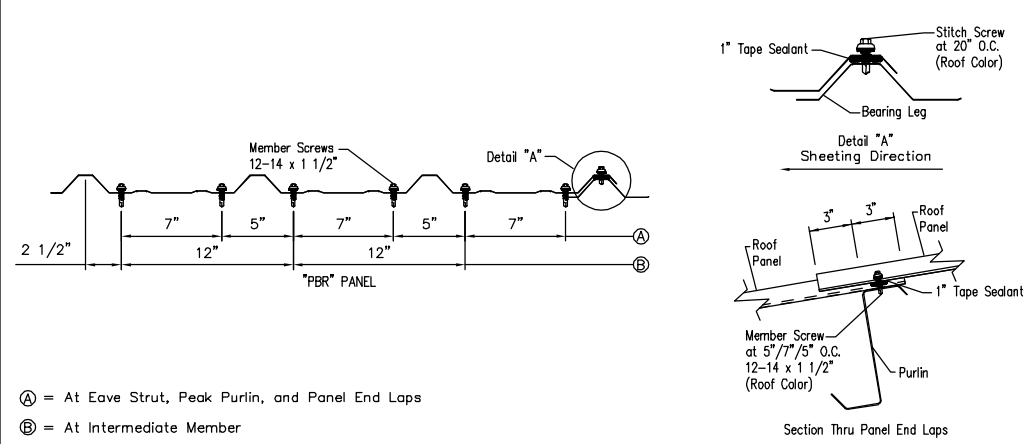 Member Screws
12-14 x 1 1/2"
Detail "A"
7"
5"
7"
5"
7"
A
2 1/2"
12"
12"
B
"PBR" PANEL
A = At Eave Strut, Peak Purlin, and Panel End Laps
B = At Intermediate Member
Stitch Screw
at 20" O.C.
(Roof Color)
1" Tape Sealant
Bearing Leg
Detail "A"
Sheeting Direction
3"
3"
Roof
Panel
Roof
Panel
1" Tape Sealant
Member Screw
at 5"/7"/5" O.C.
12-14 x 1 1/2"
(Roof Color)
Purlin
Section Thru Panel End Laps